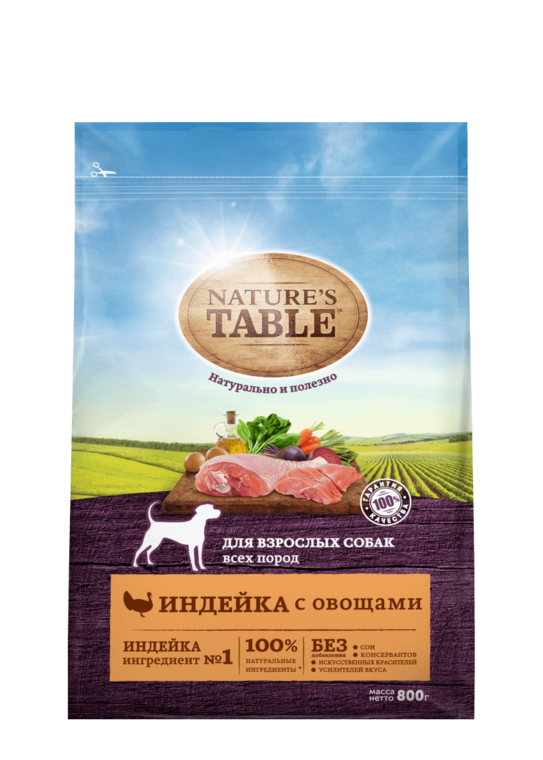 NATURE'S
TABLE™
Натурально и полезно
ГАРАНТИЯ
100%
КАЧЕСТВА
ДЛЯ ВЗРОСЛЫХ СОБАК
всех пород
ИНДЕЙКА с овощами
ИНДЕЙКА
ингредиент №1
100%
НАТУРАЛЬНЫЕ
ИНГРЕДИЕНТЫ*
БЕЗ
добавления
• СОИ
• КОНСЕРВАНТОВ
• ИСКУССТВЕННЫХ КРАСИТЕЛЕЙ
• УСИЛИТЕЛЕЙ ВКУСА
масса
нетто 800г